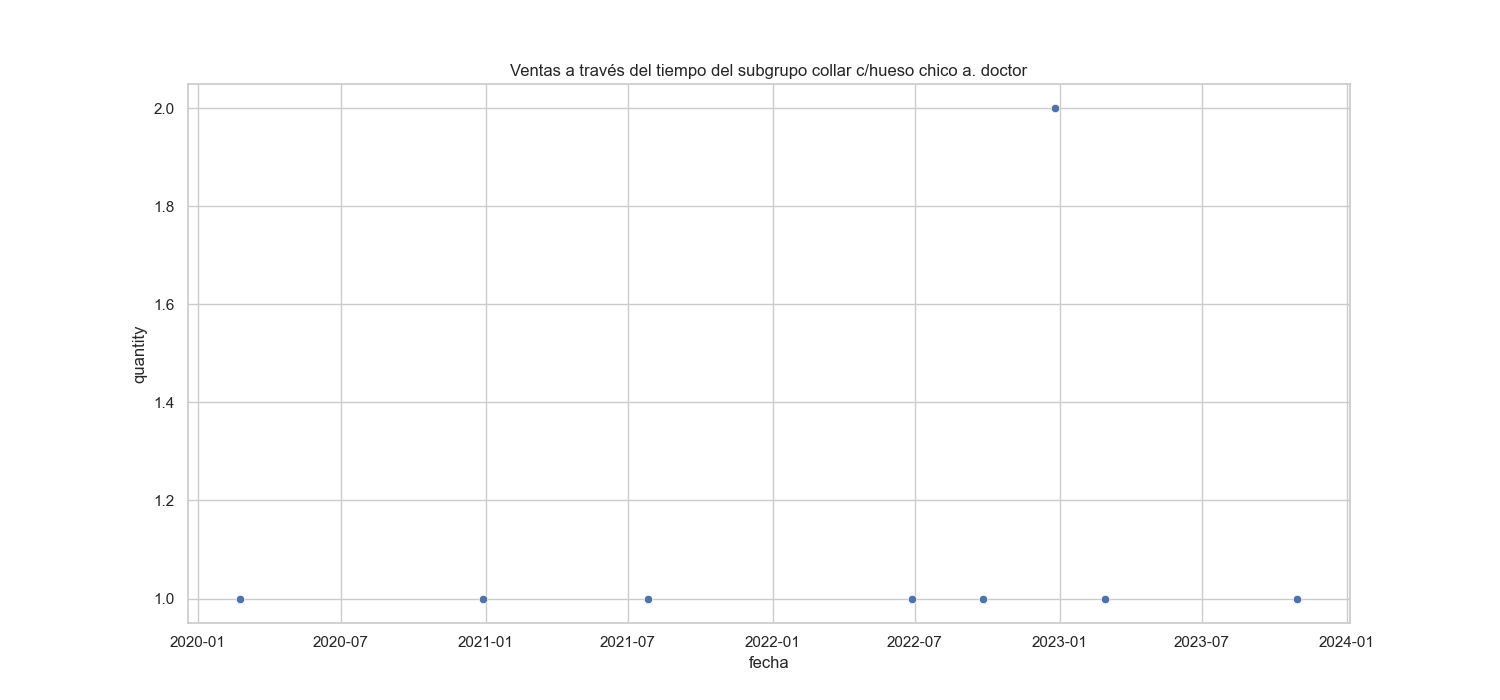 Ventas a través del tiempo del subgrupo collar c/hueso chico a. doctor
2.0
1.8
1.6
1.4
1.2
1.0
quantity
2020-01 2020-07 2021-01 2021-07 2022-01 2022-07 2023-01 2023-07 2024-01
fecha